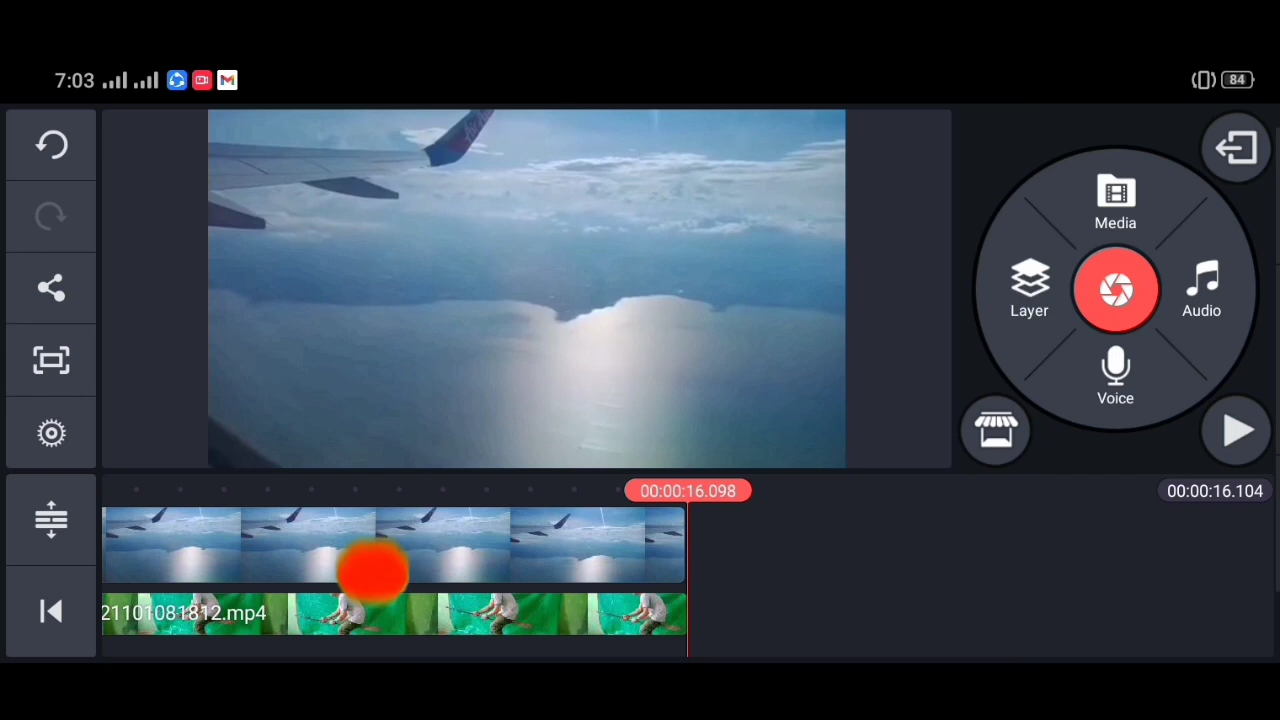 7:03
84
Media
Layer
Audio
Voice
00:00:16.098
00:00:16.104
21101081812.mp4